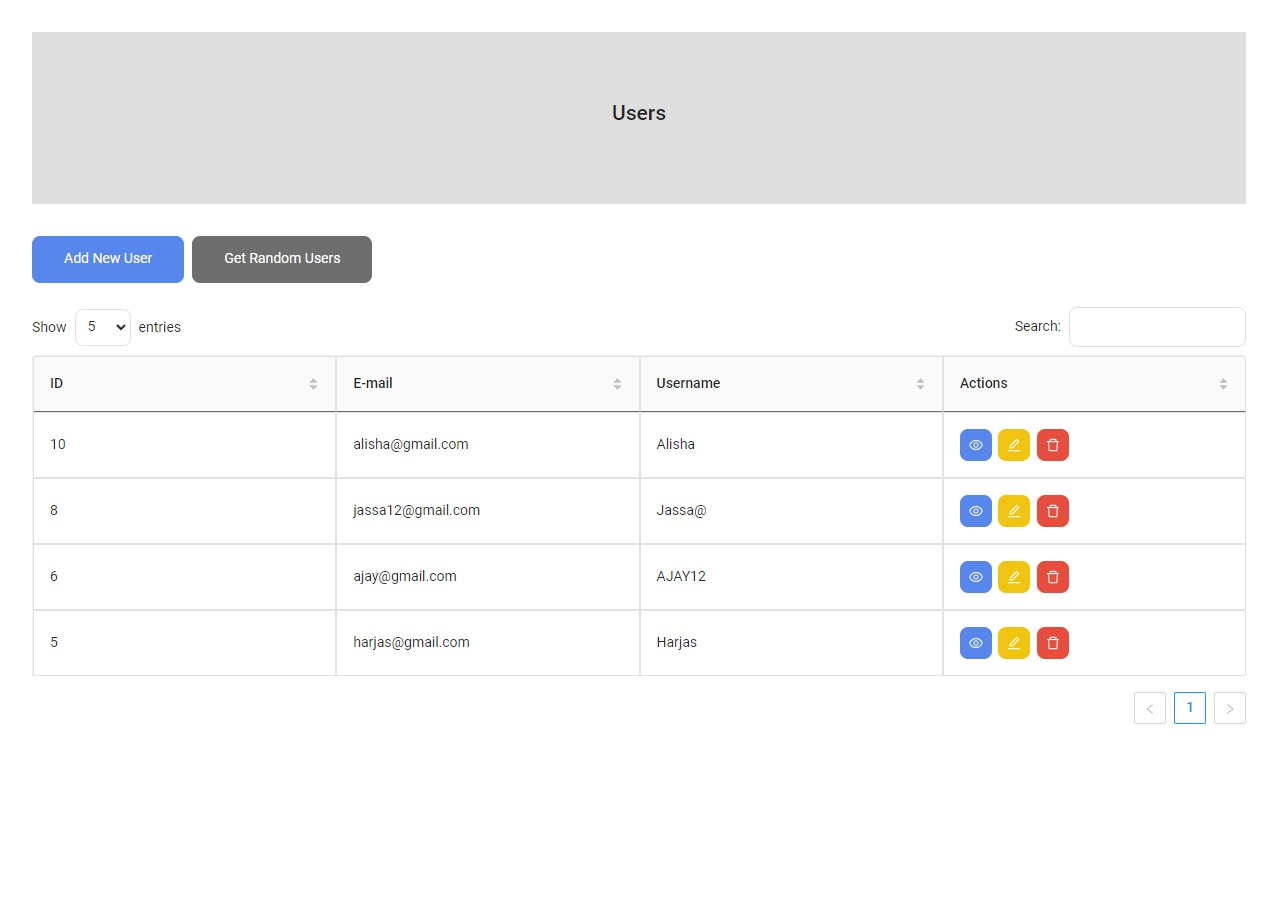 Users
Add New User Get Random Users
Show 5 entries Search:
ID E-mail Username Actions
10 alisha@gmail.com Alisha
8 jassa12@gmail.com Jassa@
6 ajay@gmail.com AJAY12
5 harjas@gmail.com Harjas
< 1 >